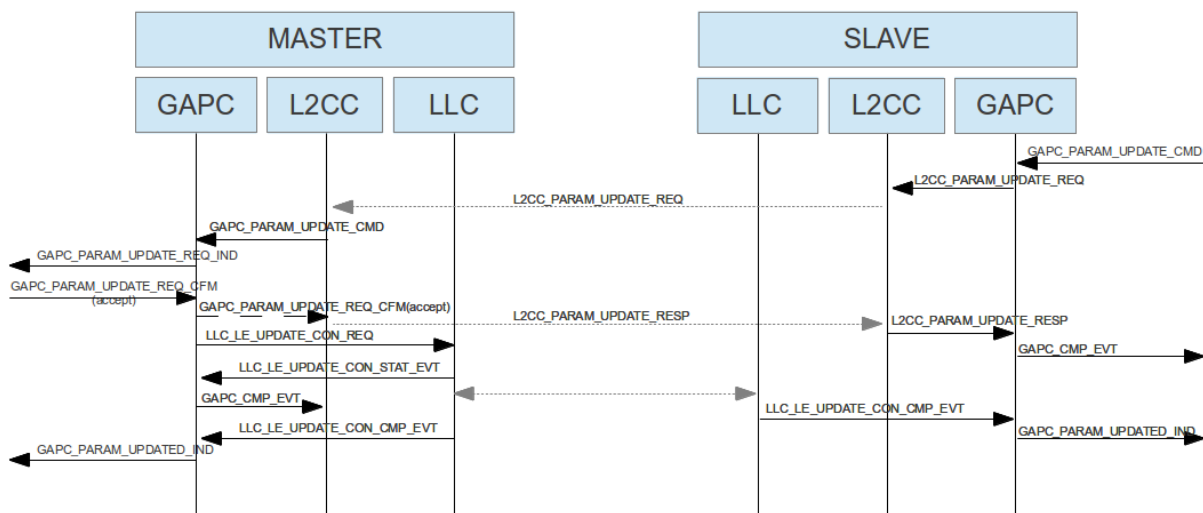 MASTER
SLAVE
GAPC
L2CC
LLC
LLC
L2CC
GAPC
GAPC_PARAM_UPDATE_CMD
L2CC_PARAM_UPDATE_REQ
L2CC_PARAM_UPDATE_REQ
GAPC_PARAM_UPDATE_CMD
GAPC_PARAM_UPDATE_REQ_IND
GAPC_PARAM_UPDATE_REQ_CFM
(accept)
GAPC_PARAM_UPDATE_REQ_CFM(accept)
L2CC_PARAM_UPDATE_RESP
L2CC_PARAM_UPDATE_RESP
LLC_LE_UPDATE_CON_REQ
GAPC_CMP_EVT
LLC_LE_UPDATE_CON_STAT_EVT
GAPC_CMP_EVT
LLC_LE_UPDATE_CON_CMP_EVT
LLC_LE_UPDATE_CON_CMP_EVT
GAPC_PARAM_UPDATED_IND
GAPC_PARAM_UPDATED_IND